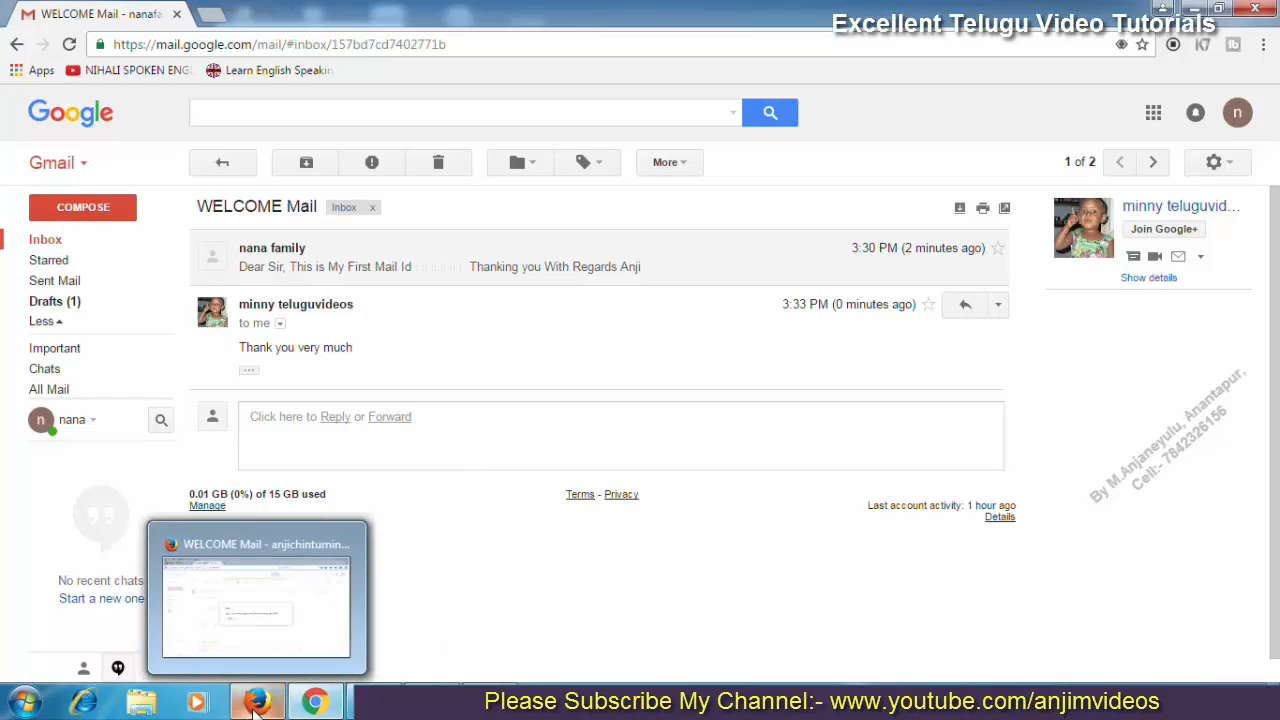 WELCOME Mail - nanafa
Excellent Telugu Video Tutorials
https://mail.google.com/mail/#inbox/157bd7cd7402771b
Apps
NIHALI SPOKEN ENG
Learn English Speakin
Google
n
Gmail
More
1 of 2
COMPOSE
WELCOME Mail
Inbox x
minny teluguvid...
Join Google+
Show details
Inbox
Starred
Sent Mail
Drafts (1)
Less
Important
Chats
All Mail
n nana
nana family
3:30 PM (2 minutes ago)
Dear Sir, This is My First Mail Id Thanking you With Regards Anji
minny teluguvideos
3:33 PM (0 minutes ago)
to me
Thank you very much
...
Click here to Reply or Forward
By M.Anjaneyulu, Anantapur,
Cell:- 7842326156
0.01 GB (0%) of 15 GB used
Manage
Terms - Privacy
Last account activity: 1 hour ago
Details
WELCOME Mail - anjichintumin...
No recent chats
Start a new one
Please Subscribe My Channel:- www.youtube.com/anjimvideos